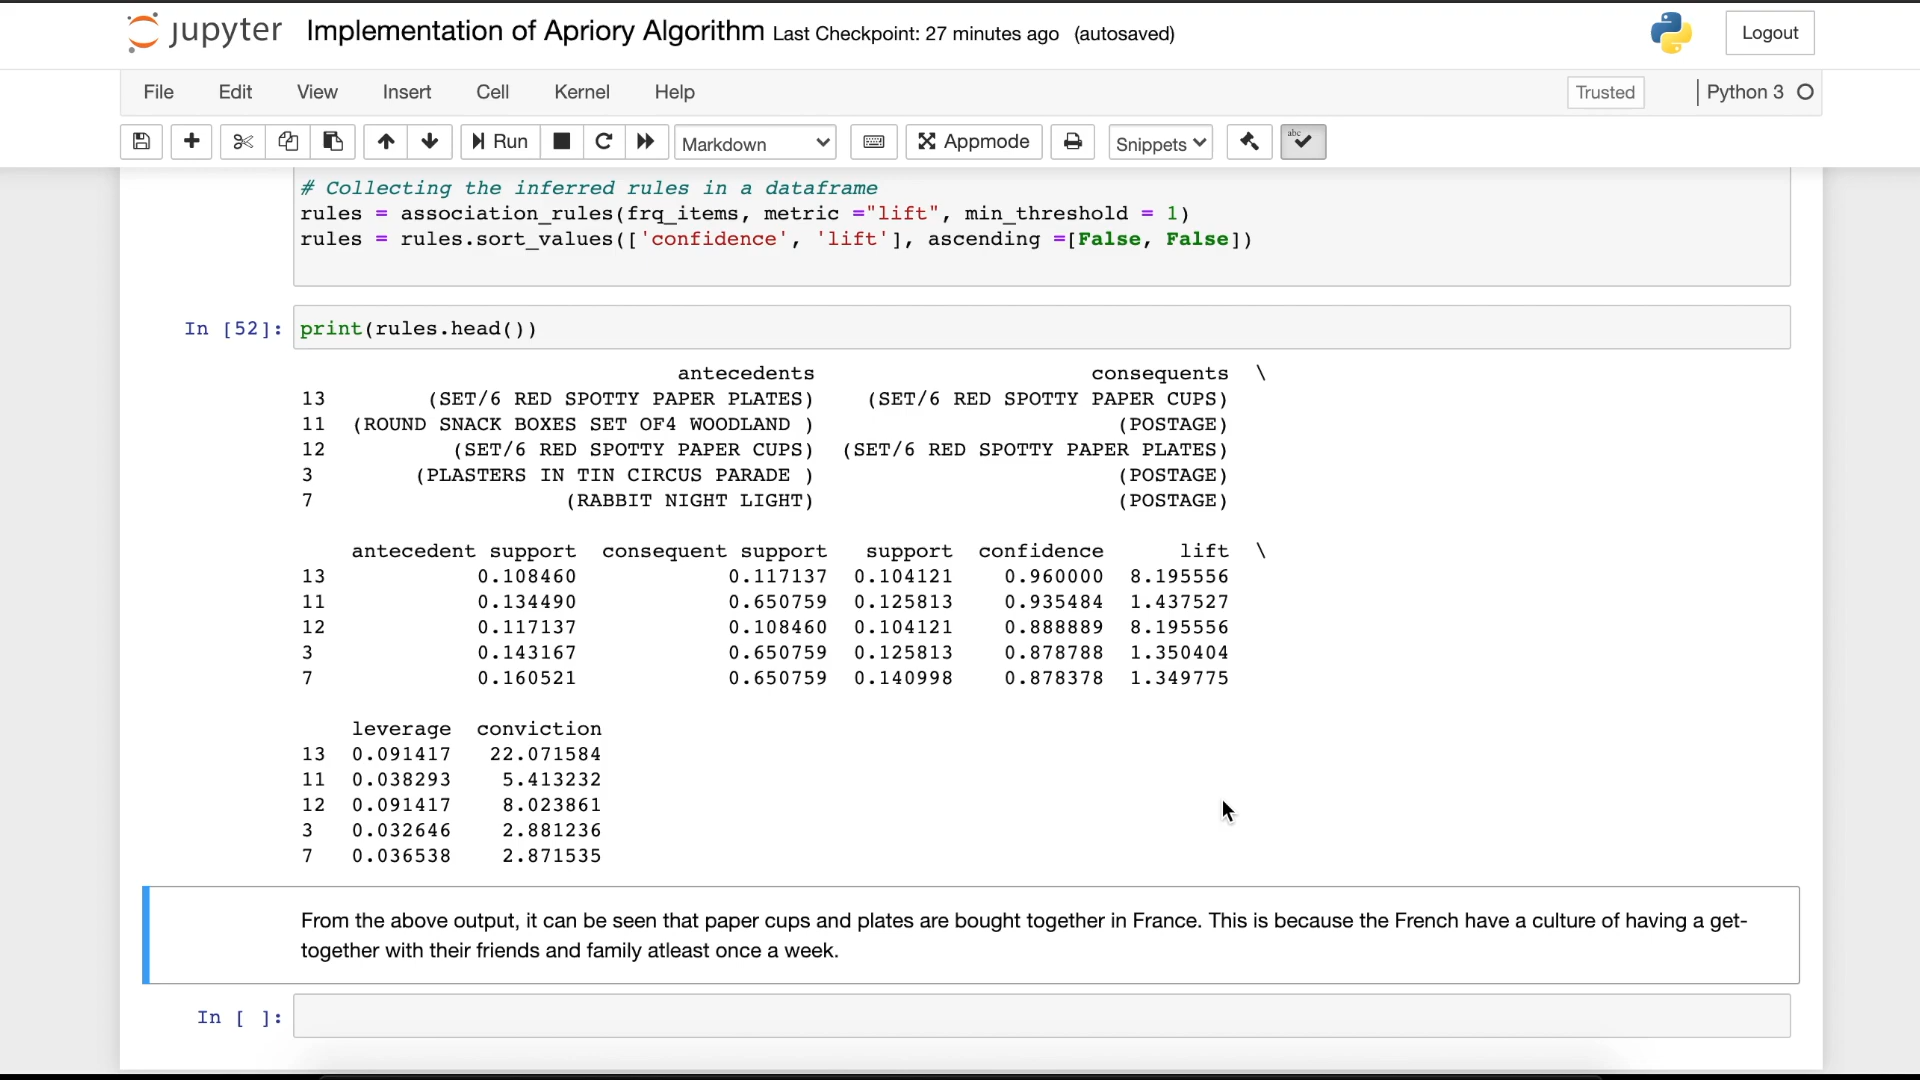 jupyter Implementation of Apriory Algorithm Last Checkpoint: 27 minutes ago (autosaved) Logout
File Edit View Insert Cell Kernel Help Trusted Python 3
Run Markdown Appmode Snippets abc
# Collecting the inferred rules in a dataframe
rules = association_rules(frq_items, metric ="lift", min_threshold = 1)
rules = rules.sort_values(['confidence', 'lift'], ascending =[False, False])
In [52]: print(rules.head())
antecedents consequents \
13 (SET/6 RED SPOTTY PAPER PLATES) (SET/6 RED SPOTTY PAPER CUPS)
11 (ROUND SNACK BOXES SET OF4 WOODLAND ) (POSTAGE)
12 (SET/6 RED SPOTTY PAPER CUPS) (SET/6 RED SPOTTY PAPER PLATES)
3 (PLASTERS IN TIN CIRCUS PARADE ) (POSTAGE)
7 (RABBIT NIGHT LIGHT) (POSTAGE)
antecedent support consequent support support confidence lift \
13 0.108460 0.117137 0.104121 0.960000 8.195556
11 0.134490 0.650759 0.125813 0.935484 1.437527
12 0.117137 0.108460 0.104121 0.888889 8.195556
3 0.143167 0.650759 0.125813 0.878788 1.350404
7 0.160521 0.650759 0.140998 0.878378 1.349775
leverage conviction
13 0.091417 22.071584
11 0.038293 5.413232
12 0.091417 8.023861
3 0.032646 2.881236
7 0.036538 2.871535
From the above output, it can be seen that paper cups and plates are bought together in France. This is because the French have a culture of having a get-
together with their friends and family atleast once a week.
In [ ]: